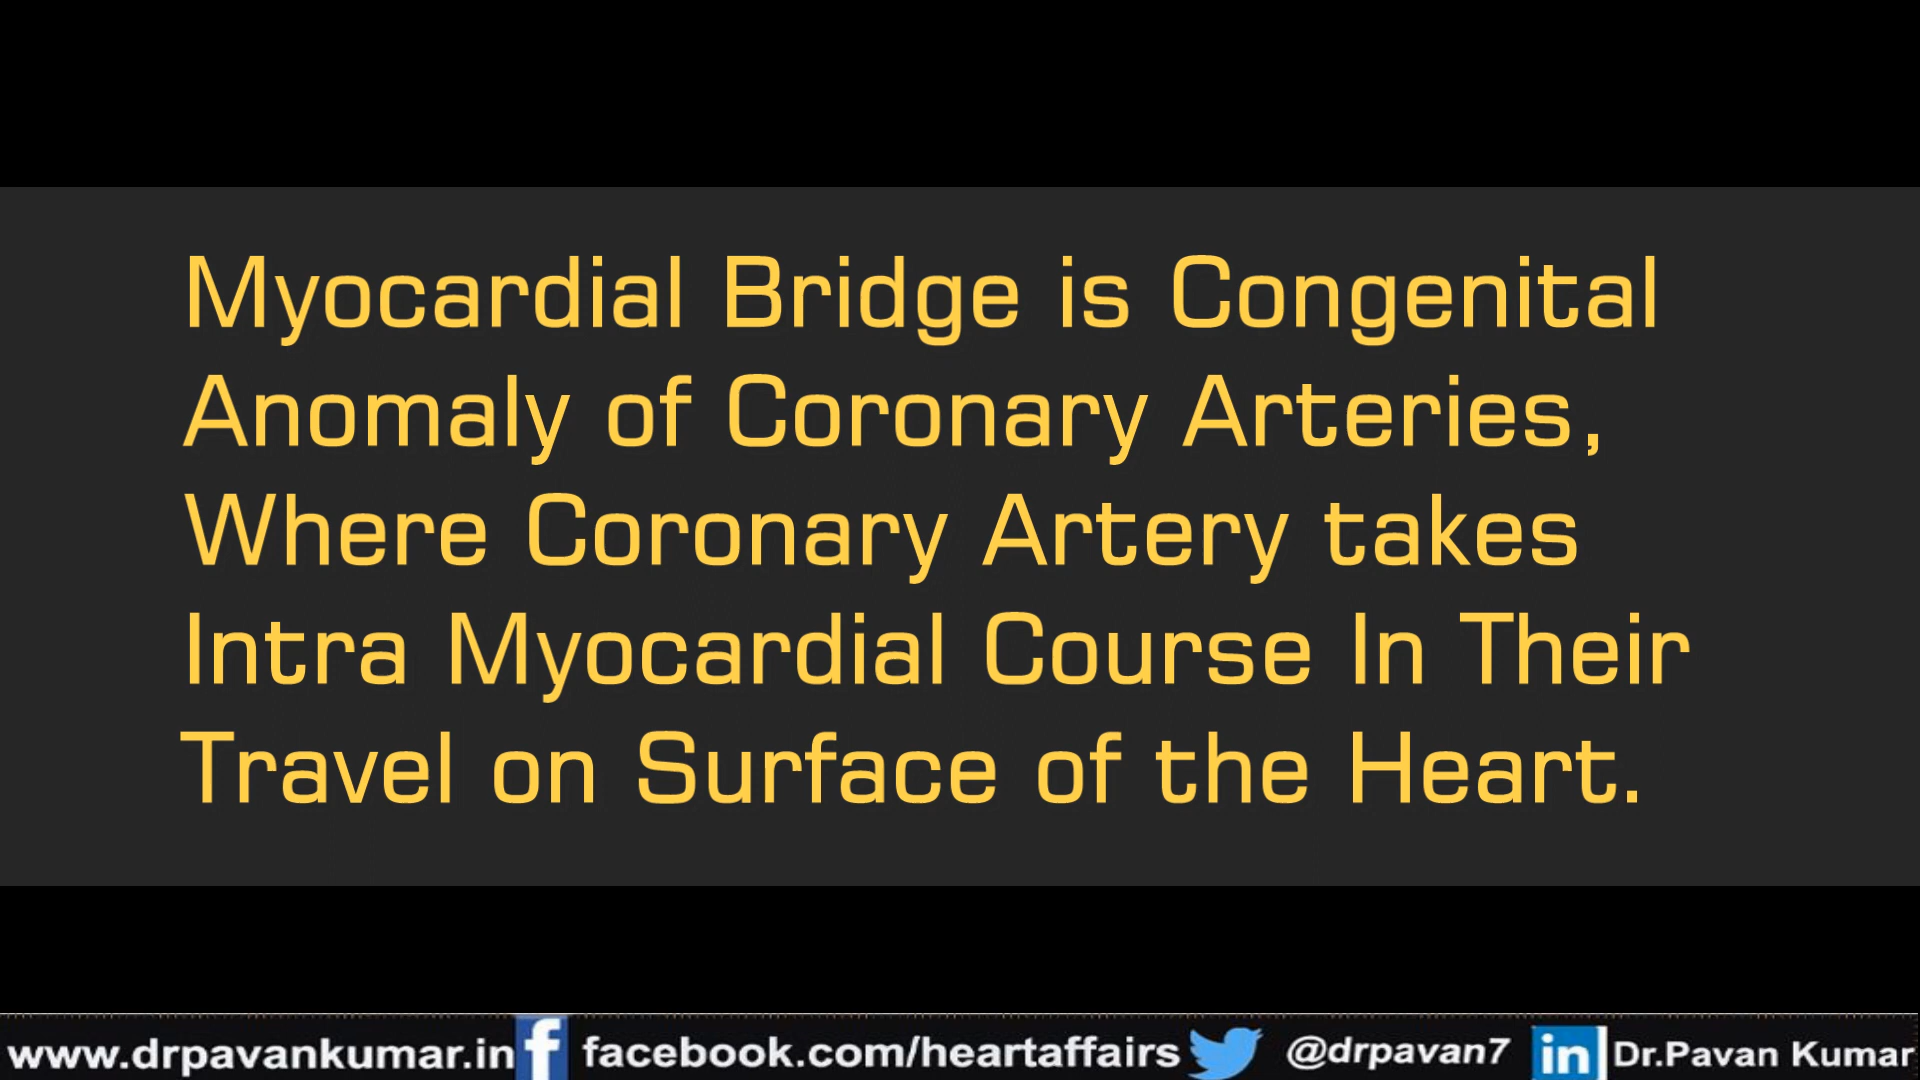 Myocardial Bridge is Congenital
Anomaly of Coronary Arteries,
Where Coronary Artery takes
Intra Myocardial Course In Their
Travel on Surface of the Heart.
www.drpavankumar.in f facebook.com/heartaffairs @drpavan7 in Dr.Pavan Kumar